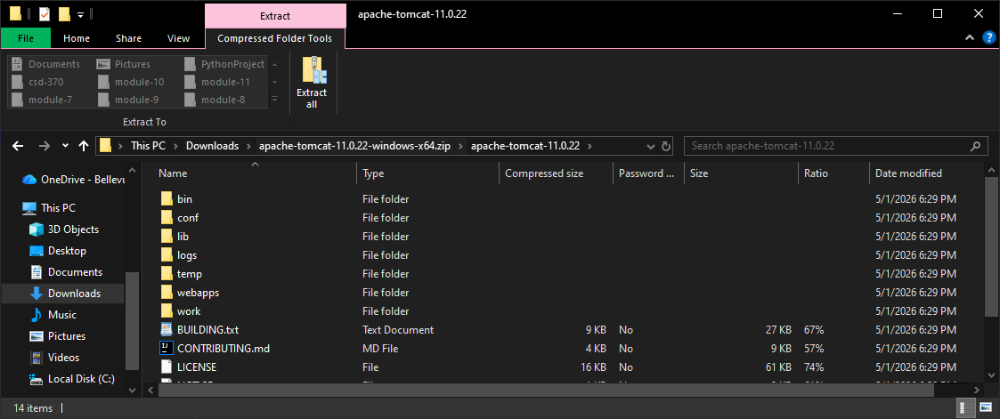 Extract
apache-tomcat-11.0.22
File Home Share View Compressed Folder Tools
Documents Pictures PythonProject
csd-370 module-10 module-11
module-7 module-9 module-8
Extract all
Extract To
This PC Downloads apache-tomcat-11.0.22-windows-x64.zip apache-tomcat-11.0.22
Search apache-tomcat-11.0.22
OneDrive - Bellevu
This PC
3D Objects
Desktop
Documents
Downloads
Music
Pictures
Videos
Local Disk (C:)
Name Type Compressed size Password ... Size Ratio Date modified
bin File folder 5/1/2026 6:29 PM
conf File folder 5/1/2026 6:29 PM
lib File folder 5/1/2026 6:29 PM
logs File folder 5/1/2026 6:29 PM
temp File folder 5/1/2026 6:29 PM
webapps File folder 5/1/2026 6:29 PM
work File folder 5/1/2026 6:29 PM
BUILDING.txt Text Document 9 KB No 27 KB 67% 5/1/2026 6:29 PM
CONTRIBUTING.md MD File 4 KB No 9 KB 57% 5/1/2026 6:29 PM
LICENSE File 16 KB No 61 KB 74% 5/1/2026 6:29 PM
14 items